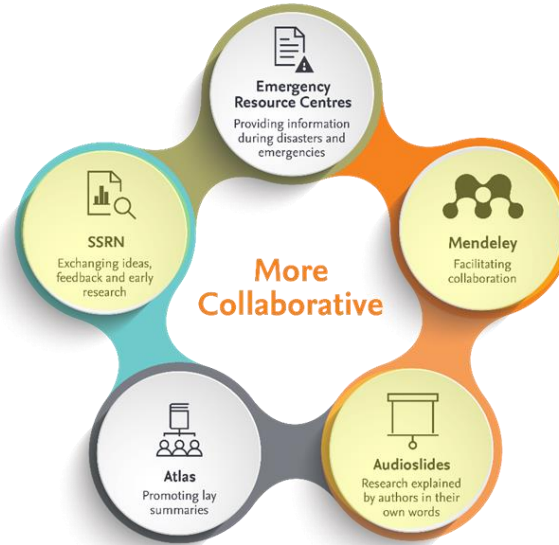 Emergency
Resource Centres
Providing information
during disasters and
emergencies
SSRN
Exchanging ideas,
feedback and early
research
Mendeley
Facilitating
collaboration
More
Collaborative
Atlas
Promoting lay
summaries
Audioslides
Research explained
by authors in their
own words